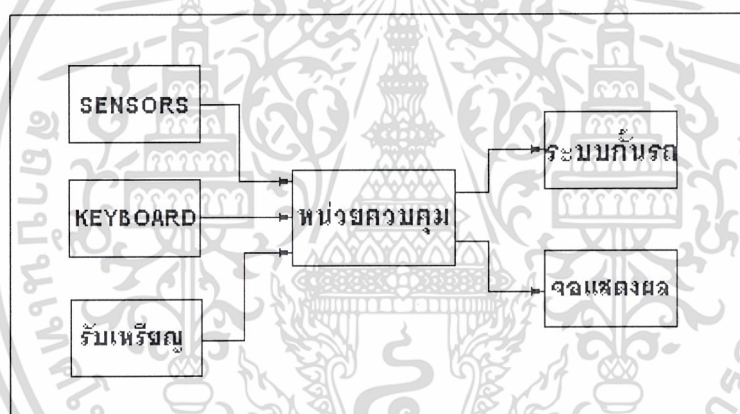 SENSORS
KEYBOARD
รับเหรียญ
หน่วยควบคุม
ระบบกั้นรถ
จอแสดงผล